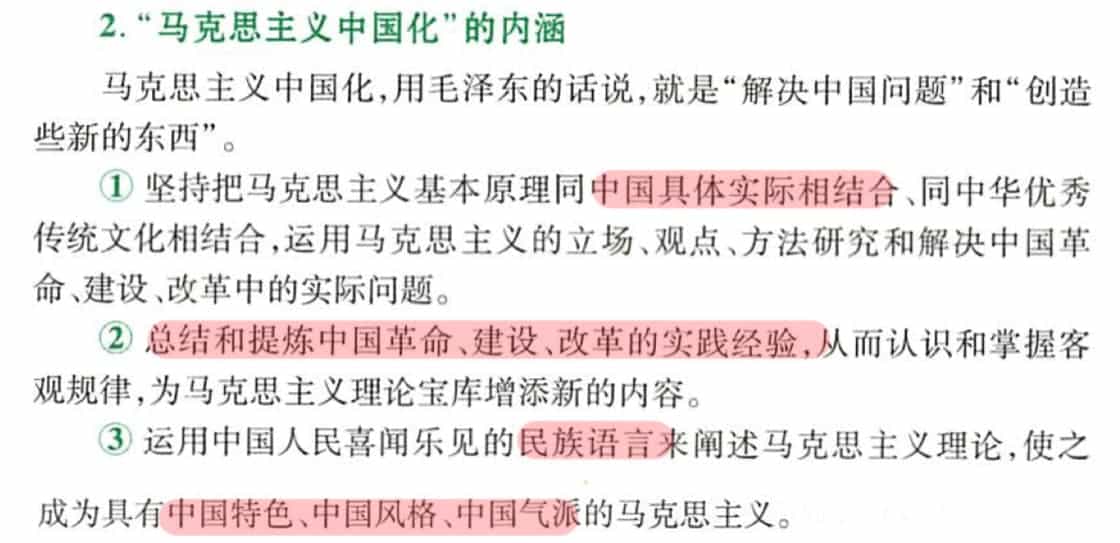 2.“马克思主义中国化”的内涵
马克思主义中国化,用毛泽东的话说,就是“解决中国问题”和“创造
些新的东西”。
① 坚持把马克思主义基本原理同中国具体实际相结合、同中华优秀
传统文化相结合,运用马克思主义的立场、观点、方法研究和解决中国革
命、建设、改革中的实际问题。
② 总结和提炼中国革命、建设、改革的实践经验,从而认识和掌握客
观规律,为马克思主义理论宝库增添新的内容。
③ 运用中国人民喜闻乐见的民族语言来阐述马克思主义理论,使之
成为具有中国特色、中国风格、中国气派的马克思主义。